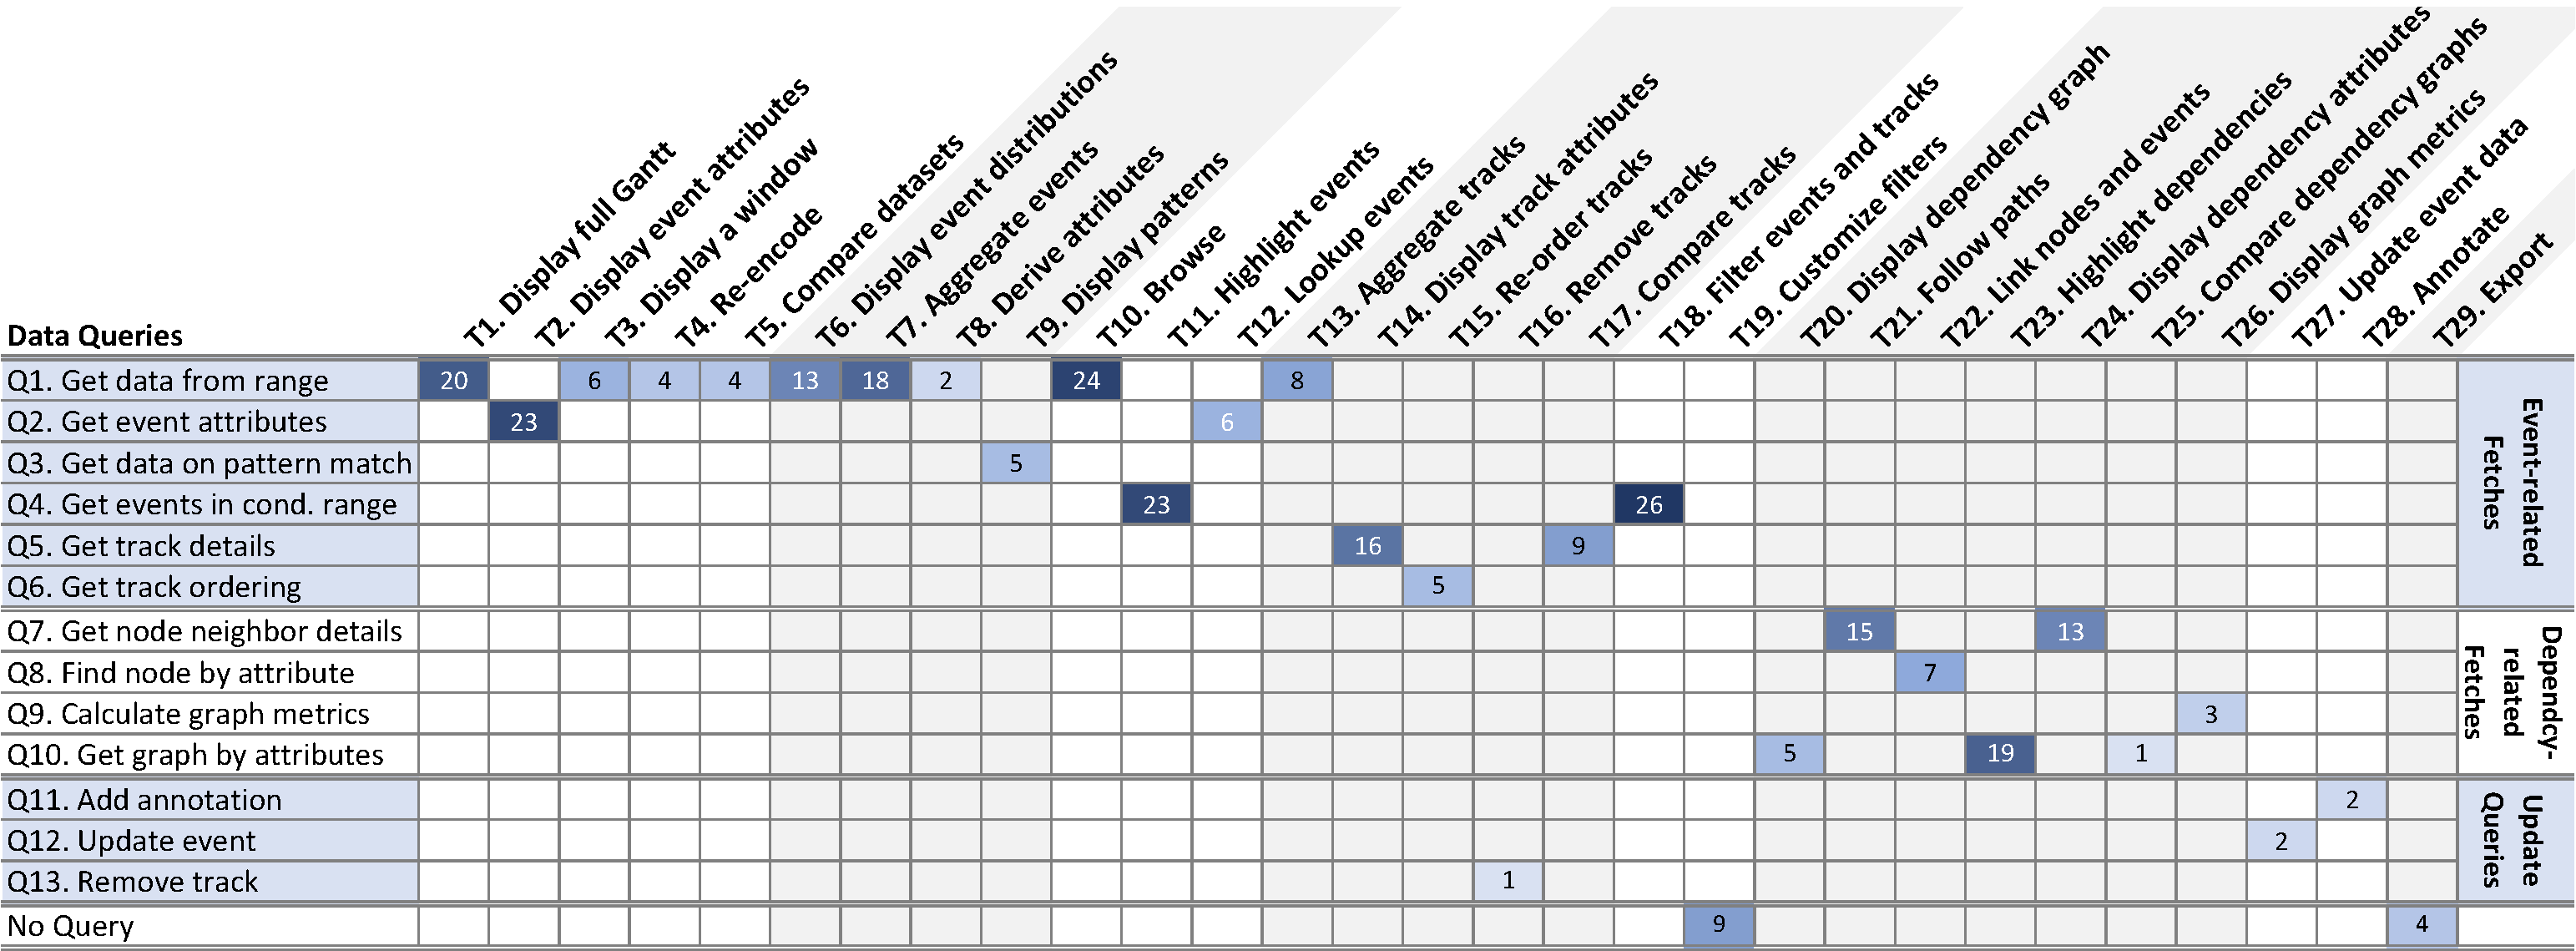 T1. Display full Gantt
T2. Display event attributes
T3. Display a window
T4. Re-encode
T5. Compare datasets
T6. Display event distributions
T7. Aggregate events
T8. Derive attributes
T9. Display patterns
T10. Browse
T11. Highlight events
T12. Lookup events
T13. Aggregate tracks
T14. Display track attributes
T15. Re-order tracks
T16. Remove tracks
T17. Compare tracks
T18. Filter events and tracks
T19. Customize filters
T20. Display dependency graph
T21. Follow paths
T22. Link nodes and events
T23. Highlight dependencies
T24. Display dependency attributes
T25. Compare dependency graphs
T26. Display graph metrics
T27. Update event data
T28. Annotate
T29. Export
Data Queries
Q1. Get data from range 20 6 4 4 13 18 2 24 8
Q2. Get event attributes 23 6
Q3. Get data on pattern match 5
Q4. Get events in cond. range 23 26
Q5. Get track details 16 9
Q6. Get track ordering 5
Event-related
Fetches
Q7. Get node neighbor details 15 13
Q8. Find node by attribute 7
Q9. Calculate graph metrics 3
Q10. Get graph by attributes 5 19 1
Dependency-
related
Fetches
Q11. Add annotation 2
Q12. Update event 2
Q13. Remove track 1
Update
Queries
No Query 9 4